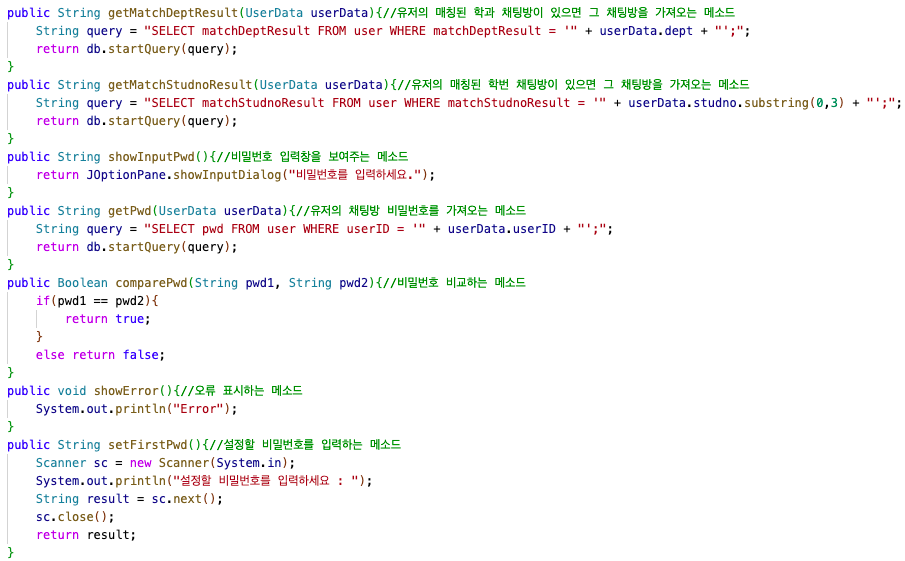 public String getMatchDeptResult(UserData userData){//유저의 매칭된 학과 채팅방이 있으면 그 채팅방을 가져오는 메소드
    String query = "SELECT matchDeptResult FROM user WHERE matchDeptResult = '" + userData.dept + "';";
    return db.startQuery(query);
}
public String getMatchStudnoResult(UserData userData){//유저의 매칭된 학번 채팅방이 있으면 그 채팅방을 가져오는 메소드
    String query = "SELECT matchStudnoResult FROM user WHERE matchStudnoResult = '" + userData.studno.substring(0,3) + "';";
    return db.startQuery(query);
}
public String showInputPwd(){//비밀번호 입력창을 보여주는 메소드
    return JOptionPane.showInputDialog("비밀번호를 입력하세요.");
}
public String getPwd(UserData userData){//유저의 채팅방 비밀번호를 가져오는 메소드
    String query = "SELECT pwd FROM user WHERE userID = '" + userData.userID + "';";
    return db.startQuery(query);
}
public Boolean comparePwd(String pwd1, String pwd2){//비밀번호 비교하는 메소드
    if(pwd1 == pwd2){
        return true;
    }
    else return false;
}
public void showError(){//오류 표시하는 메소드
    System.out.println("Error");
}
public String setFirstPwd(){//설정할 비밀번호를 입력하는 메소드
    Scanner sc = new Scanner(System.in);
    System.out.println("설정할 비밀번호를 입력하세요 : ");
    String result = sc.next();
    sc.close();
    return result;
}